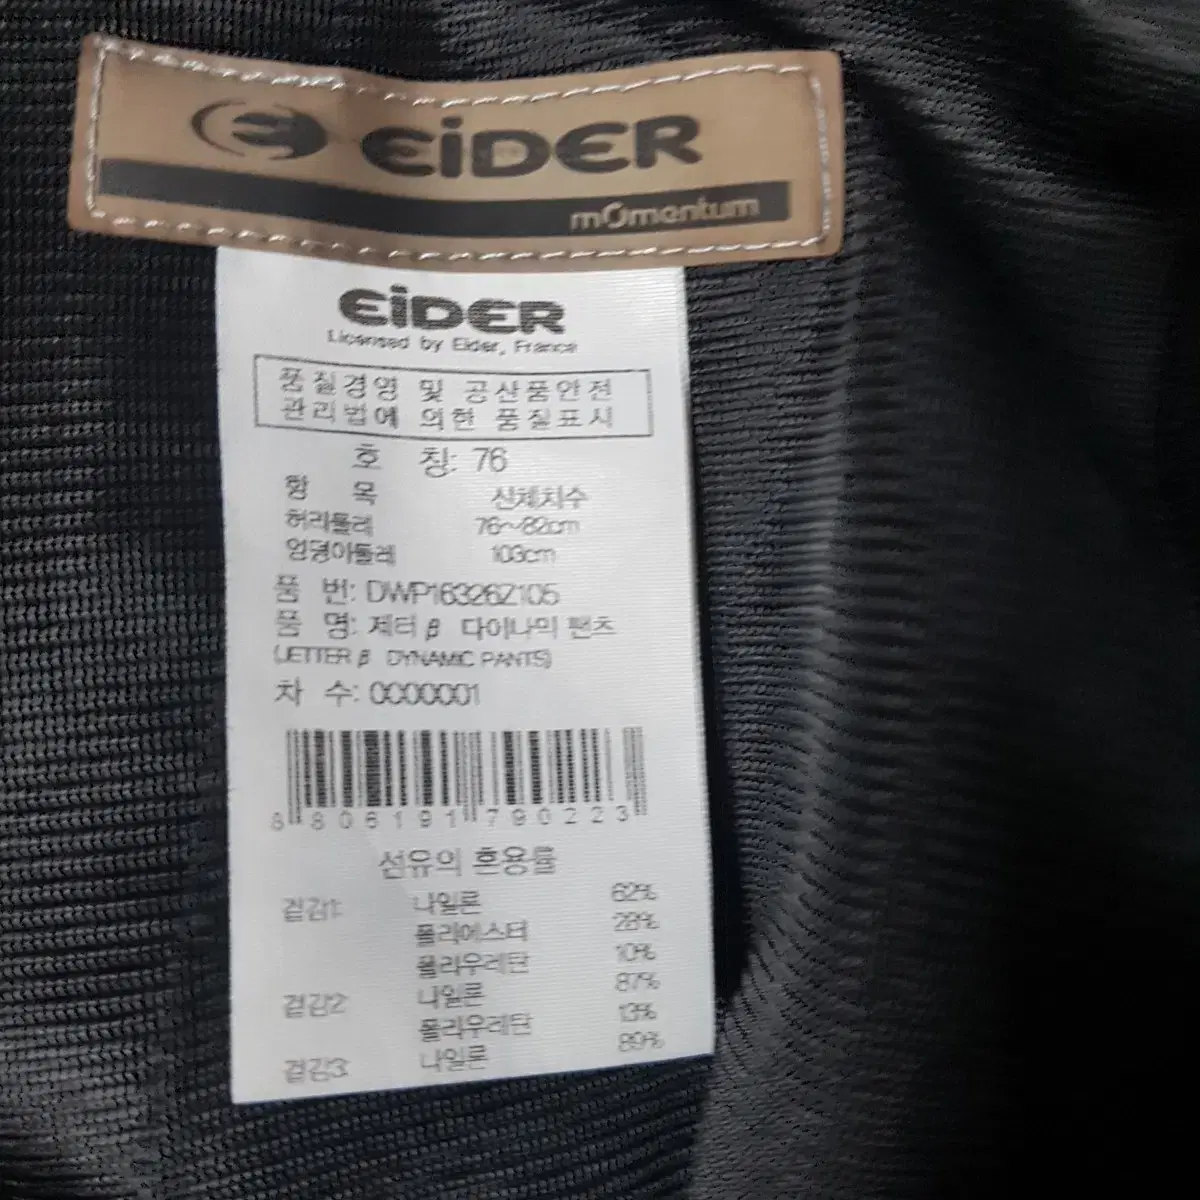 EiDER
mOmentum
EiDER
Licensed by Eider, France
품질경영 및 공산품안전
관리법에 의한 품질표시
호 칭: 76
항 목 신체치수
허리둘레 76~82cm
엉덩이둘레 103cm
품 번: DWP16326Z105
품 명: 제터 β 다이나믹 팬츠
(JETTER β DYNAMIC PANTS)
차 수: 0000001
8 806191 790223
섬유의 혼용률
겉감1: 나일론 62%
폴리에스터 28%
폴리우레탄 10%
겉감2: 나일론 87%
폴리우레탄 13%
겉감3: 나일론 89%